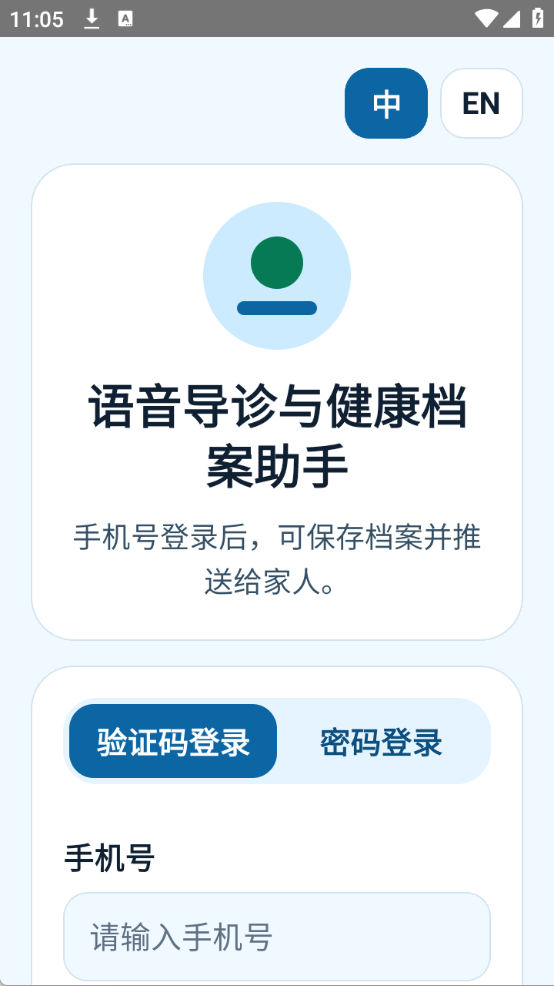 11:05
A
中
EN
语音导诊与健康档
案助手
手机号登录后，可保存档案并推
送给家人。
验证码登录
密码登录
手机号
请输入手机号